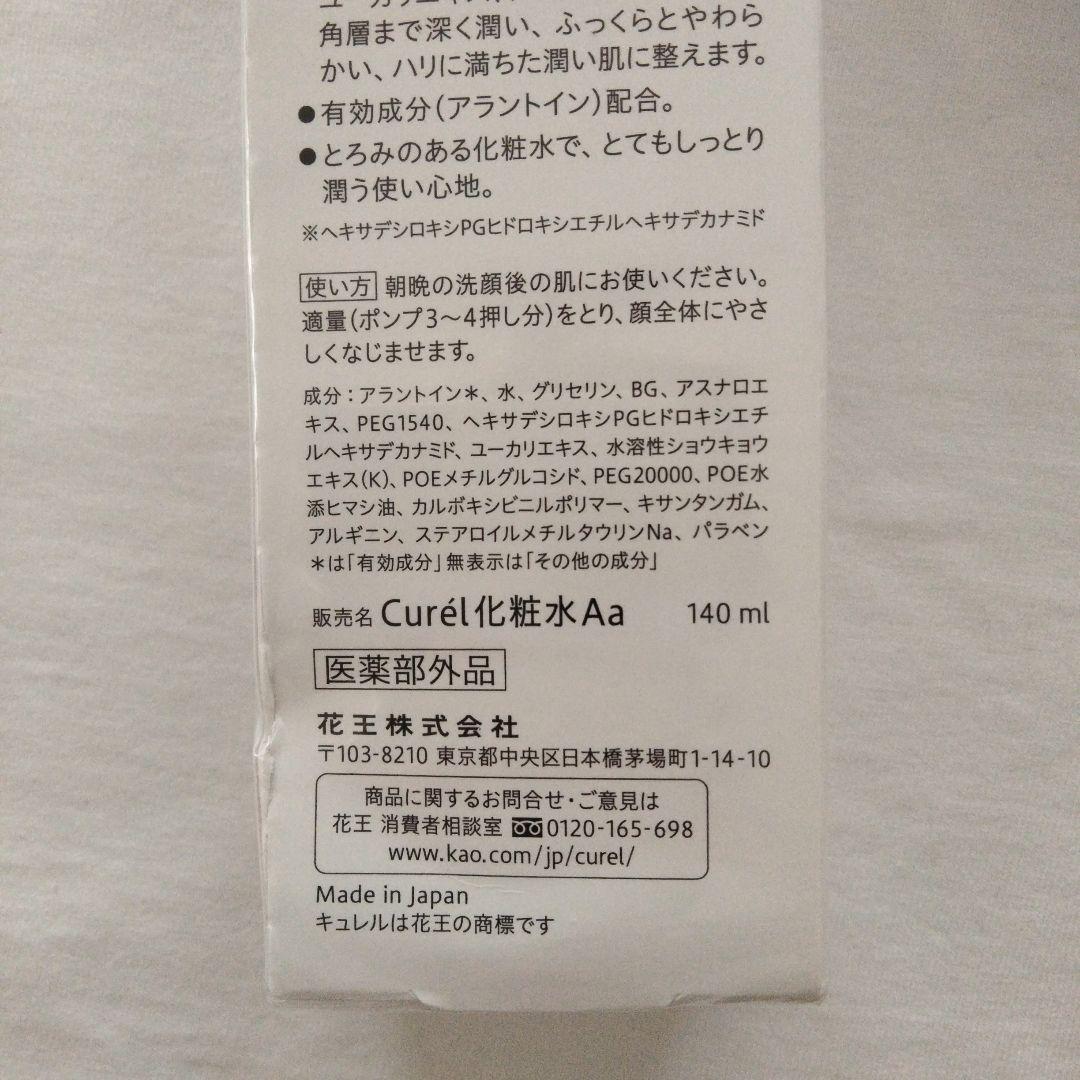 角層まで深く潤い、ふっくらとやわら
かい、ハリに満ちた潤い肌に整えます。
●有効成分(アラントイン)配合。
●とろみのある化粧水で、とてもしっとり
潤う使い心地。
※ヘキサデシロキシPGヒドロキシエチルヘキサデカナミド
使い方 朝晩の洗顔後の肌にお使いください。
適量(ポンプ3〜4押し分)をとり、顔全体にやさ
しくなじませます。
成分：アラントイン＊、水、グリセリン、BG、アスナロエ
キス、PEG1540、ヘキサデシロキシPGヒドロキシエチ
ルヘキサデカナミド、ユーカリエキス、水溶性ショウキョウ
エキス(K)、POEメチルグルコシド、PEG20000、POE水
添ヒマシ油、カルボキシビニルポリマー、キサンタンガム、
アルギニン、ステアロイルメチルタウリンNa、パラベン
＊は「有効成分」無表示は「その他の成分」
販売名 Curél 化粧水Aa 140 ml
医薬部外品
花王株式会社
〒103-8210 東京都中央区日本橋茅場町1-14-10
商品に関するお問合せ・ご意見は
花王 消費者相談室 0120-165-698
www.kao.com/jp/curel/
Made in Japan
キュレルは花王の商標です